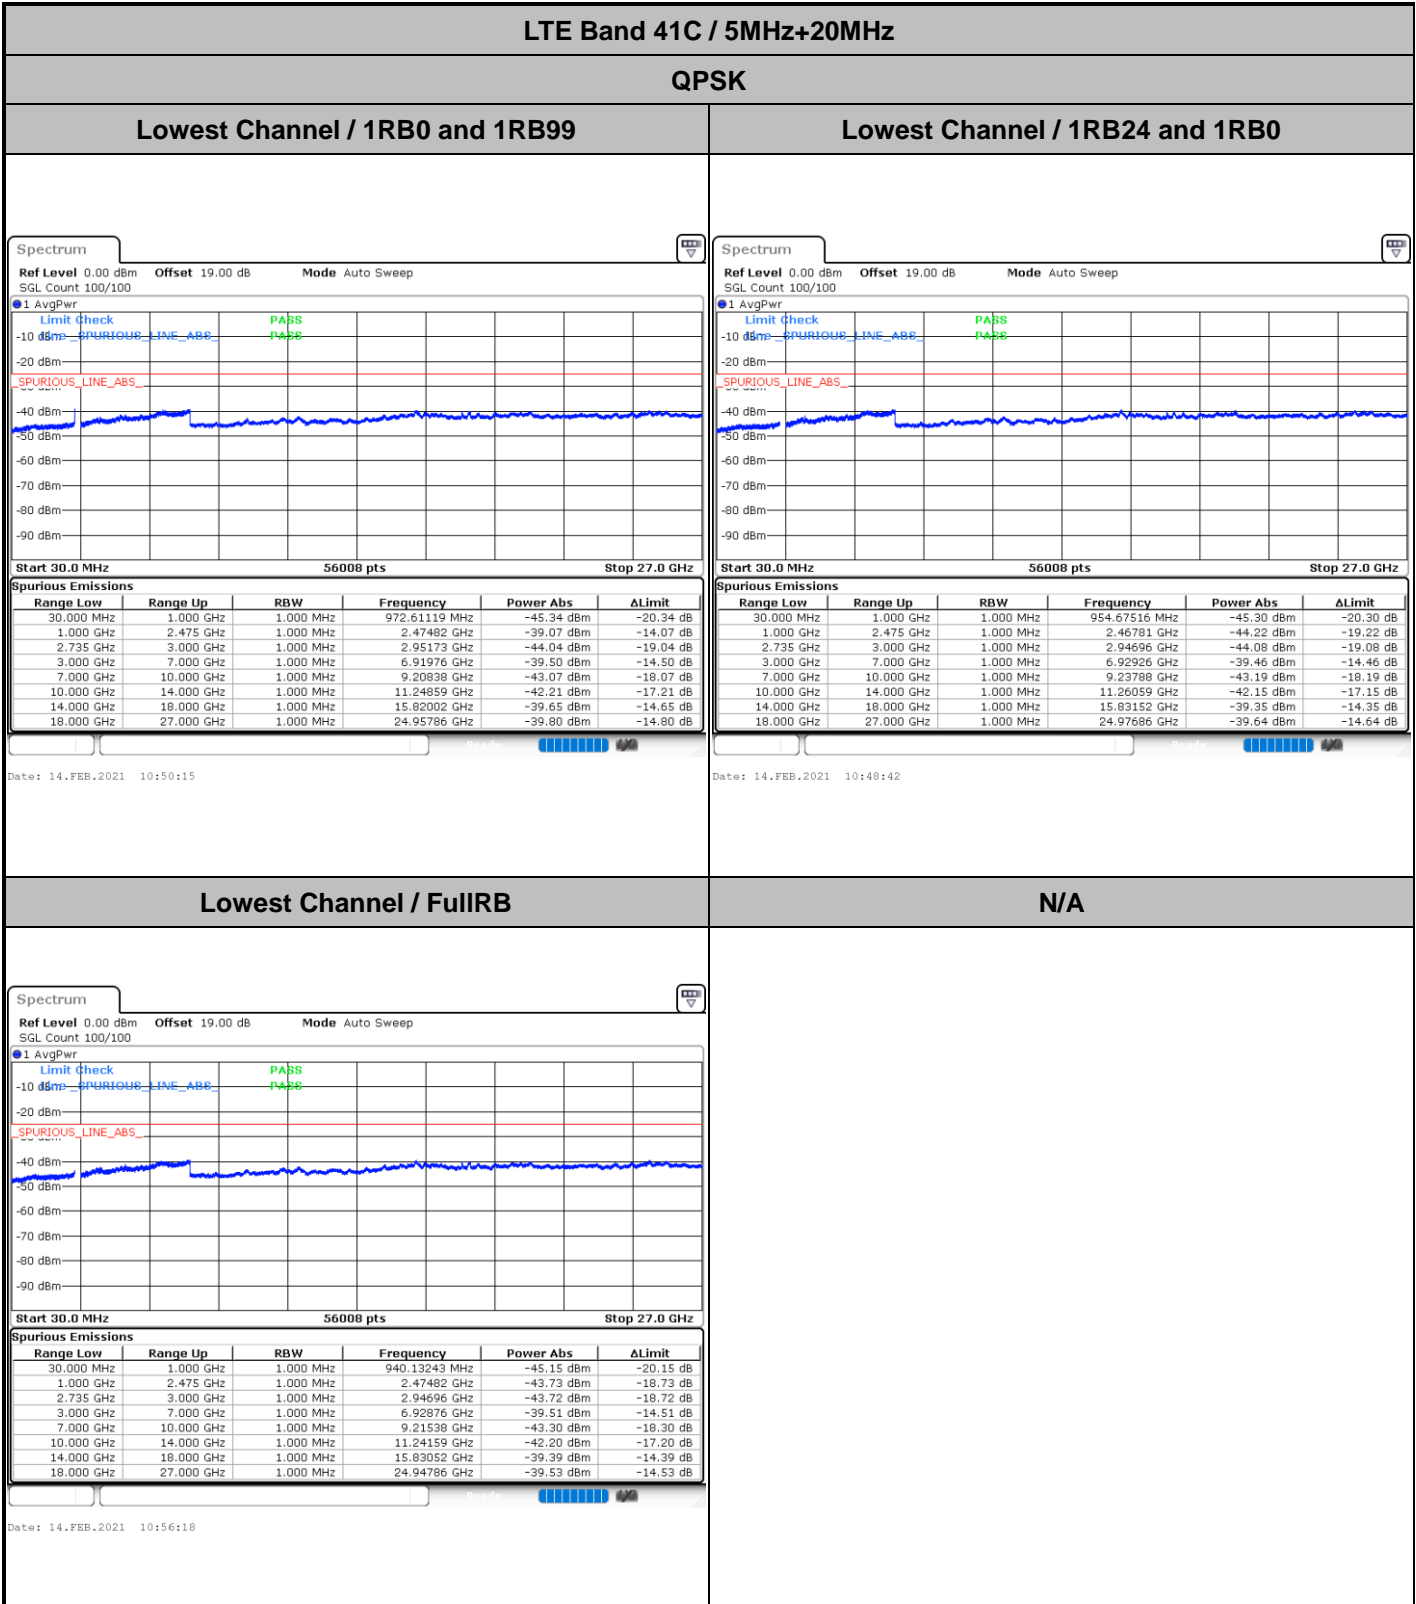 LTE Band 41C / 5MHz+20MHz
QPSK
Lowest Channel / 1RB0 and 1RB99
Lowest Channel / 1RB24 and 1RB0
Spectrum
Ref Level 0.00 dBm Offset 19.00 dB Mode Auto Sweep
SGL Count 100/100
1 AvgPwr
Limit Check PASS
Line _SPURIOUS_LINE_ABS_ PASS
-10 dBm
-20 dBm
_SPURIOUS_LINE_ABS_
-40 dBm
-50 dBm
-60 dBm
-70 dBm
-80 dBm
-90 dBm
Start 30.0 MHz 56008 pts Stop 27.0 GHz
Spurious Emissions
Range Low Range Up RBW Frequency Power Abs ΔLimit
30.000 MHz 1.000 GHz 1.000 MHz 972.61119 MHz -45.34 dBm -20.34 dB
1.000 GHz 2.475 GHz 1.000 MHz 2.47482 GHz -39.07 dBm -14.07 dB
2.735 GHz 3.000 GHz 1.000 MHz 2.95173 GHz -44.04 dBm -19.04 dB
3.000 GHz 7.000 GHz 1.000 MHz 6.91976 GHz -39.50 dBm -14.50 dB
7.000 GHz 10.000 GHz 1.000 MHz 9.20838 GHz -43.07 dBm -18.07 dB
10.000 GHz 14.000 GHz 1.000 MHz 11.24859 GHz -42.21 dBm -17.21 dB
14.000 GHz 18.000 GHz 1.000 MHz 15.82002 GHz -39.65 dBm -14.65 dB
18.000 GHz 27.000 GHz 1.000 MHz 24.95786 GHz -39.80 dBm -14.80 dB
Ready
Date: 14.FEB.2021 10:50:15
Spectrum
Ref Level 0.00 dBm Offset 19.00 dB Mode Auto Sweep
SGL Count 100/100
1 AvgPwr
Limit Check PASS
Line _SPURIOUS_LINE_ABS_ PASS
-10 dBm
-20 dBm
_SPURIOUS_LINE_ABS_
-40 dBm
-50 dBm
-60 dBm
-70 dBm
-80 dBm
-90 dBm
Start 30.0 MHz 56008 pts Stop 27.0 GHz
Spurious Emissions
Range Low Range Up RBW Frequency Power Abs ΔLimit
30.000 MHz 1.000 GHz 1.000 MHz 954.67516 MHz -45.30 dBm -20.30 dB
1.000 GHz 2.475 GHz 1.000 MHz 2.46781 GHz -44.22 dBm -19.22 dB
2.735 GHz 3.000 GHz 1.000 MHz 2.94696 GHz -44.08 dBm -19.08 dB
3.000 GHz 7.000 GHz 1.000 MHz 6.92926 GHz -39.46 dBm -14.46 dB
7.000 GHz 10.000 GHz 1.000 MHz 9.23788 GHz -43.19 dBm -18.19 dB
10.000 GHz 14.000 GHz 1.000 MHz 11.26059 GHz -42.15 dBm -17.15 dB
14.000 GHz 18.000 GHz 1.000 MHz 15.83152 GHz -39.35 dBm -14.35 dB
18.000 GHz 27.000 GHz 1.000 MHz 24.97686 GHz -39.64 dBm -14.64 dB
Ready
Date: 14.FEB.2021 10:48:42
Lowest Channel / FullRB
N/A
Spectrum
Ref Level 0.00 dBm Offset 19.00 dB Mode Auto Sweep
SGL Count 100/100
1 AvgPwr
Limit Check PASS
Line _SPURIOUS_LINE_ABS_ PASS
-10 dBm
-20 dBm
_SPURIOUS_LINE_ABS_
-40 dBm
-50 dBm
-60 dBm
-70 dBm
-80 dBm
-90 dBm
Start 30.0 MHz 56008 pts Stop 27.0 GHz
Spurious Emissions
Range Low Range Up RBW Frequency Power Abs ΔLimit
30.000 MHz 1.000 GHz 1.000 MHz 940.13243 MHz -45.15 dBm -20.15 dB
1.000 GHz 2.475 GHz 1.000 MHz 2.47482 GHz -43.73 dBm -18.73 dB
2.735 GHz 3.000 GHz 1.000 MHz 2.94696 GHz -43.72 dBm -18.72 dB
3.000 GHz 7.000 GHz 1.000 MHz 6.92876 GHz -39.51 dBm -14.51 dB
7.000 GHz 10.000 GHz 1.000 MHz 9.21538 GHz -43.30 dBm -18.30 dB
10.000 GHz 14.000 GHz 1.000 MHz 11.24159 GHz -42.20 dBm -17.20 dB
14.000 GHz 18.000 GHz 1.000 MHz 15.83052 GHz -39.39 dBm -14.39 dB
18.000 GHz 27.000 GHz 1.000 MHz 24.94786 GHz -39.53 dBm -14.53 dB
Ready
Date: 14.FEB.2021 10:56:18